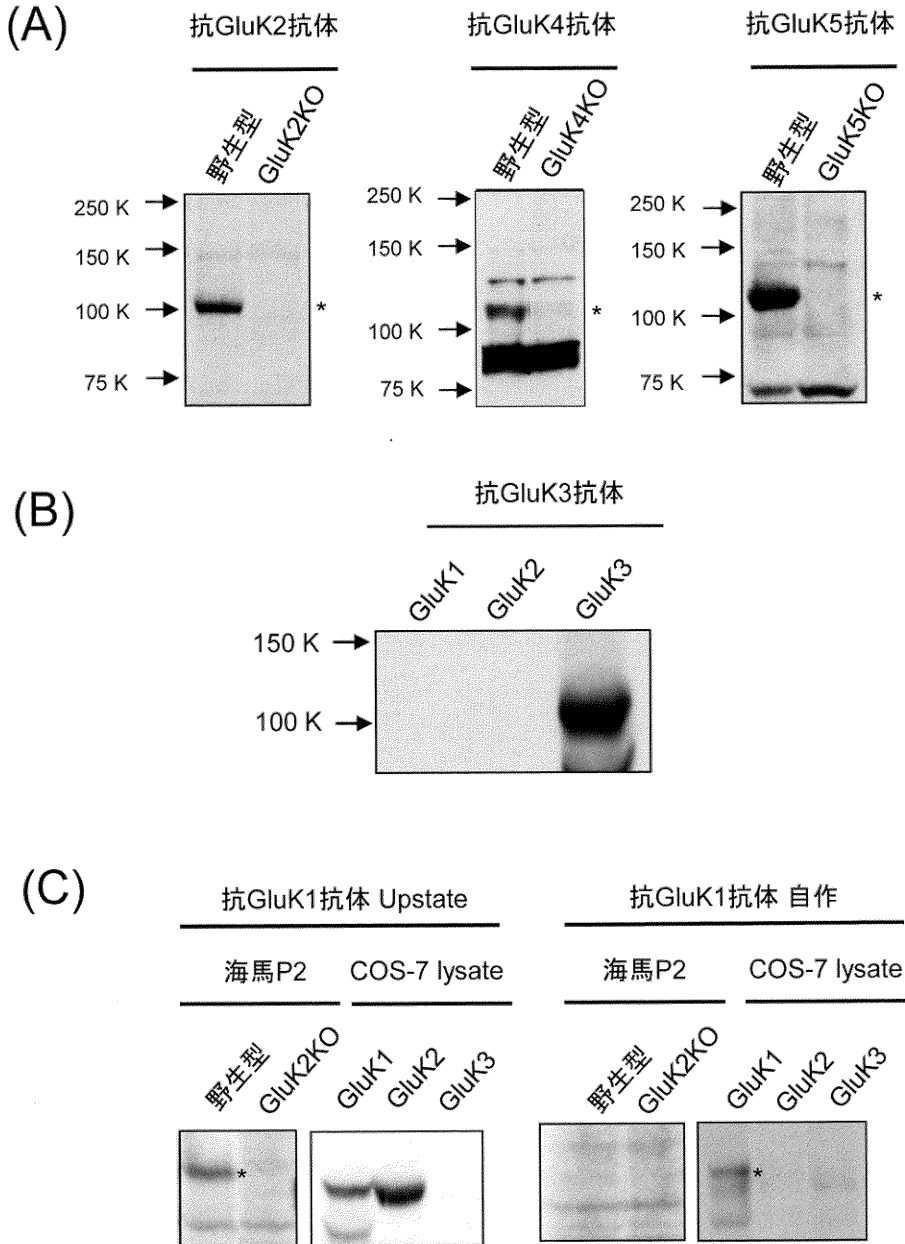 (A)
抗GluK2抗体
抗GluK4抗体
抗GluK5抗体
野生型
GluK2KO
野生型
GluK4KO
野生型
GluK5KO
250 K
150 K
100 K
75 K
*
250 K
150 K
100 K
75 K
*
250 K
150 K
100 K
75 K
*
(B)
抗GluK3抗体
GluK1
GluK2
GluK3
150 K
100 K
(C)
抗GluK1抗体 Upstate
抗GluK1抗体 自作
海馬P2
COS-7 lysate
海馬P2
COS-7 lysate
野生型
GluK2KO
GluK1
GluK2
GluK3
野生型
GluK2KO
GluK1
GluK2
GluK3
*
*